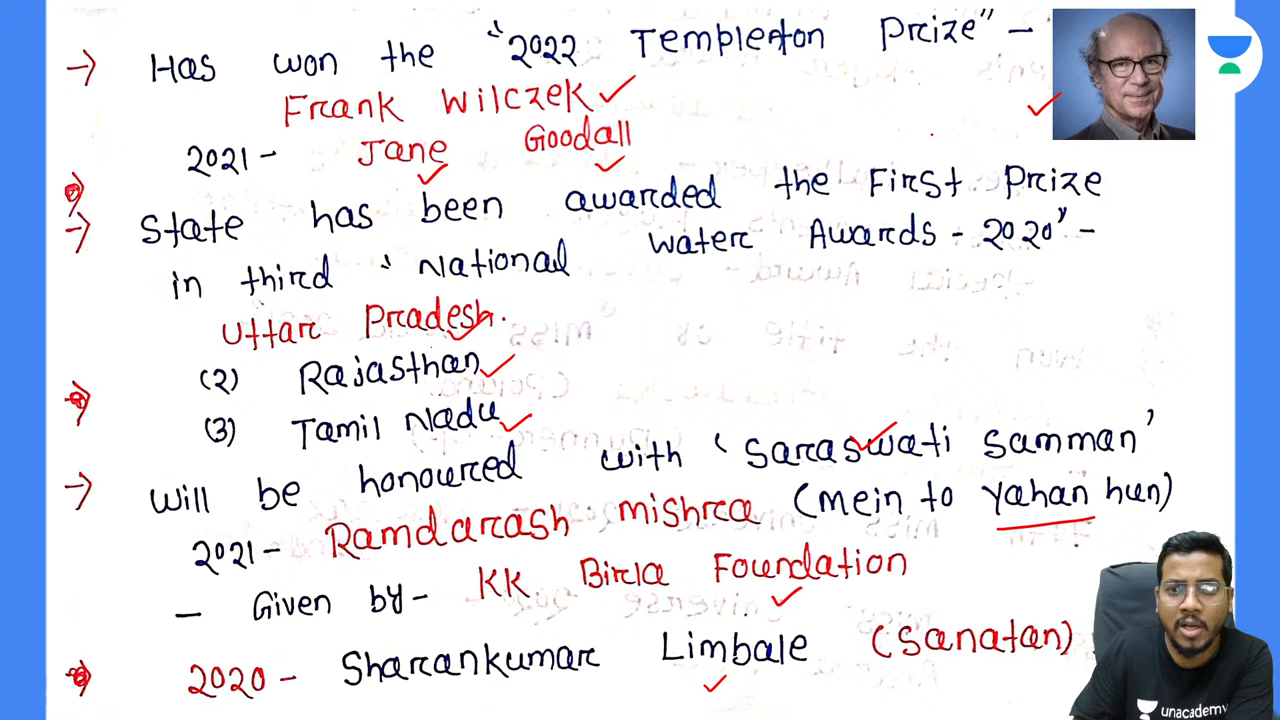 → Has won the "2022 Templeton Prize" -
Frank Wilczek
2021 - Jane Goodall
→ State has been awarded the First Prize
in third 'National Water Awards - 2020" -
Uttar Pradesh.
(2) Rajasthan
(3) Tamil Nadu
→ Will be honoured with 'Saraswati Samman'
2021 - Ramdarash mishra (Mein to Yahan hun)
- Given by - KK Birla Foundation
2020 - Sharankumar Limbale (Sanatan)
unacademy